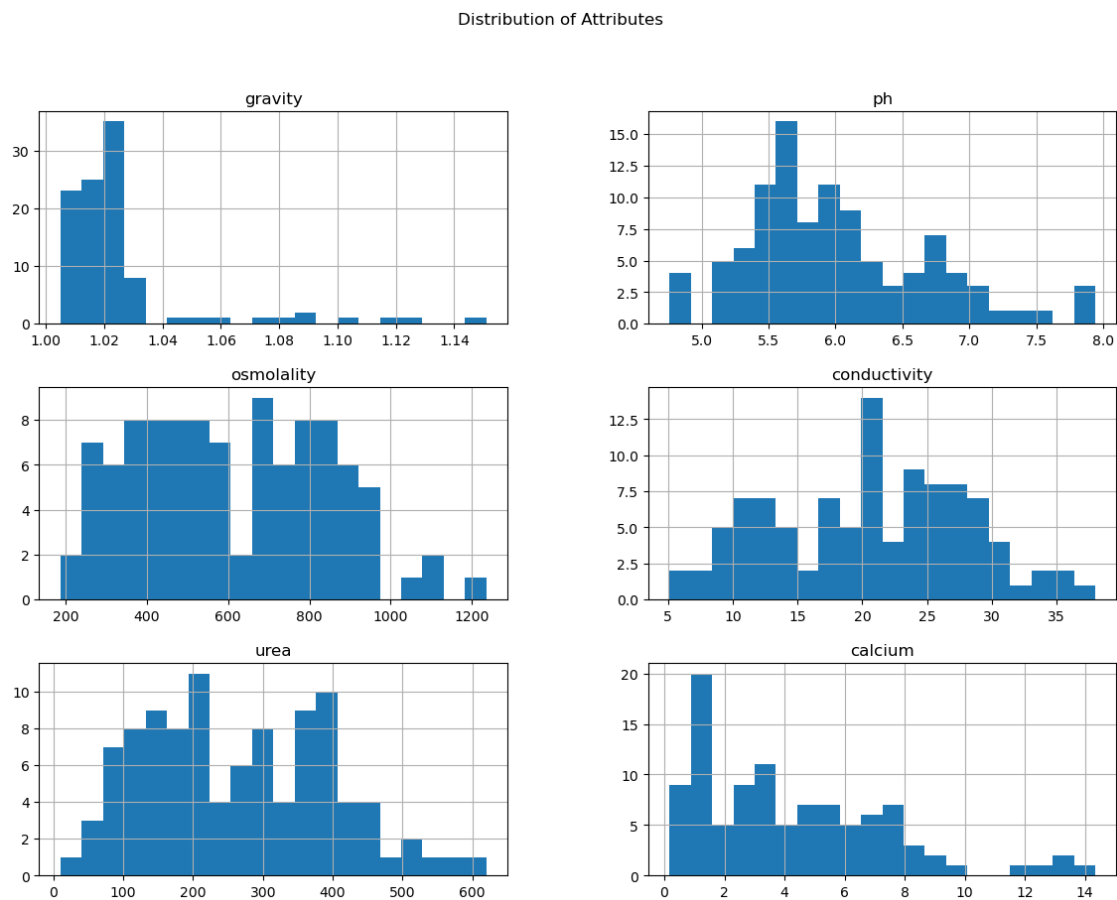 Distribution of Attributes
gravity
30
20
10
0
1.00 1.02 1.04 1.06 1.08 1.10 1.12 1.14
ph
15.0
12.5
10.0
7.5
5.0
2.5
0.0
5.0 5.5 6.0 6.5 7.0 7.5 8.0
osmolality
8
6
4
2
0
200 400 600 800 1000 1200
conductivity
12.5
10.0
7.5
5.0
2.5
0.0
5 10 15 20 25 30 35
urea
10
8
6
4
2
0
0 100 200 300 400 500 600
calcium
20
15
10
5
0
0 2 4 6 8 10 12 14